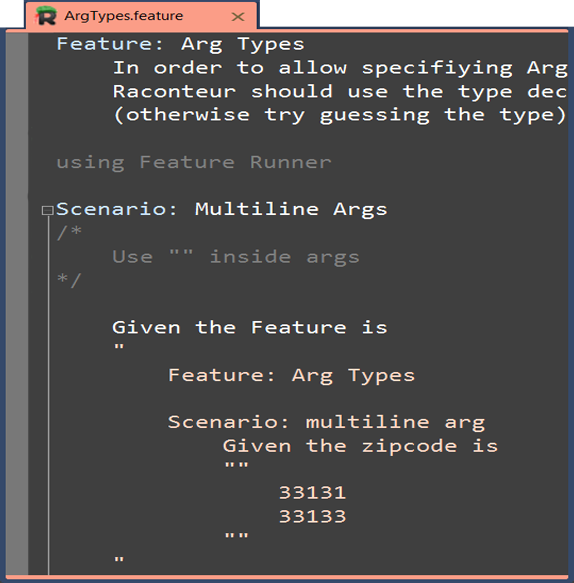 ArgTypes.feature
Feature: Arg Types
In order to allow specifiying Arg
Raconteur should use the type dec
(otherwise try guessing the type)
using Feature Runner
Scenario: Multiline Args
/*
Use "" inside args
*/
Given the Feature is
"
Feature: Arg Types
Scenario: multiline arg
Given the zipcode is
""
33131
33133
""
"